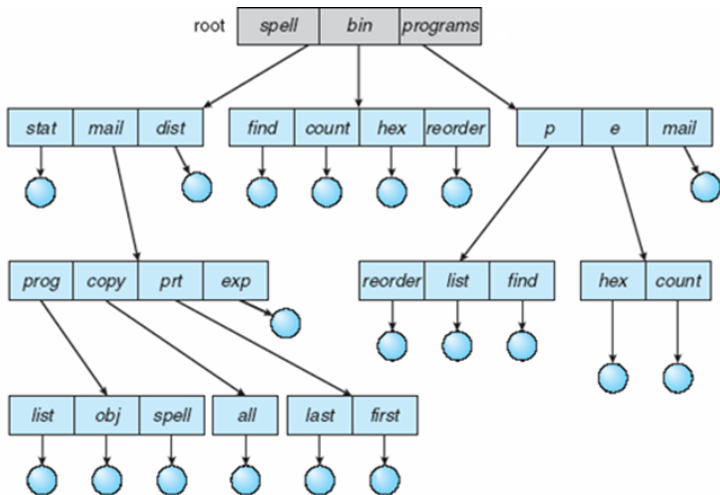 root spell bin programs
stat mail dist find count hex reorder p e mail
prog copy prt exp reorder list find hex count
list obj spell all last first